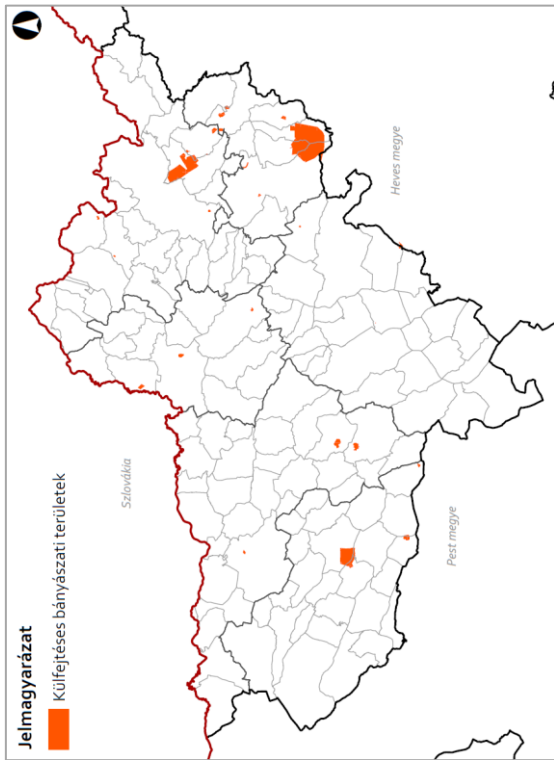 Jelmagyarázat
Külfejtéses bányászati területek
Szlovákia
Heves megye
Pest megye